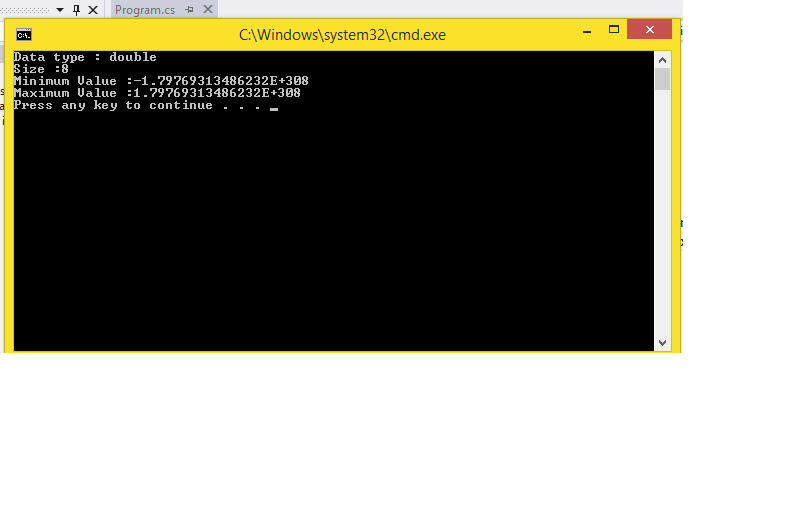 Program.cs
C:\Windows\system32\cmd.exe
Data type : double
Size :8
Minimum Value :-1.79769313486232E+308
Maximum Value :1.79769313486232E+308
Press any key to continue . . . _